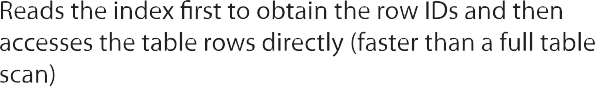 Reads the index first to obtain the row IDs and then
accesses the table rows directly (faster than a full table
scan)